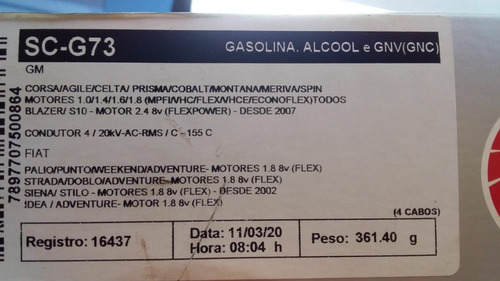 SC-G73
GASOLINA. ALCOOL e GNV(GNC)
GM
CORSA/AGILE/CELTA/ PRISMA/COBALT/MONTANA/MERIVA/SPIN
MOTORES 1.0/1.4/1.6/1.8 (MPFI/VHC/FLEX/VHCE/ECONOFLEX)TODOS
BLAZER/ S10 - MOTOR 2.4 8v (FLEXPOWER) - DESDE 2007
CONDUTOR 4 / 20kV-AC-RMS / C - 155 C
FIAT
PALIO/PUNTO/WEEKEND/ADVENTURE- MOTORES 1.8 8v (FLEX)
STRADA/DOBLO/ADVENTURE- MOTORES 1.8 8v (FLEX)
SIENA/ STILO - MOTORES 1.8 8v (FLEX) - DESDE 2002
IDEA / ADVENTURE- MOTOR 1.8 8v (FLEX)
(4 CABOS)
Registro: 16437
Data: 11/03/20
Hora: 08:04 h
Peso: 361.40 g
7897707500864